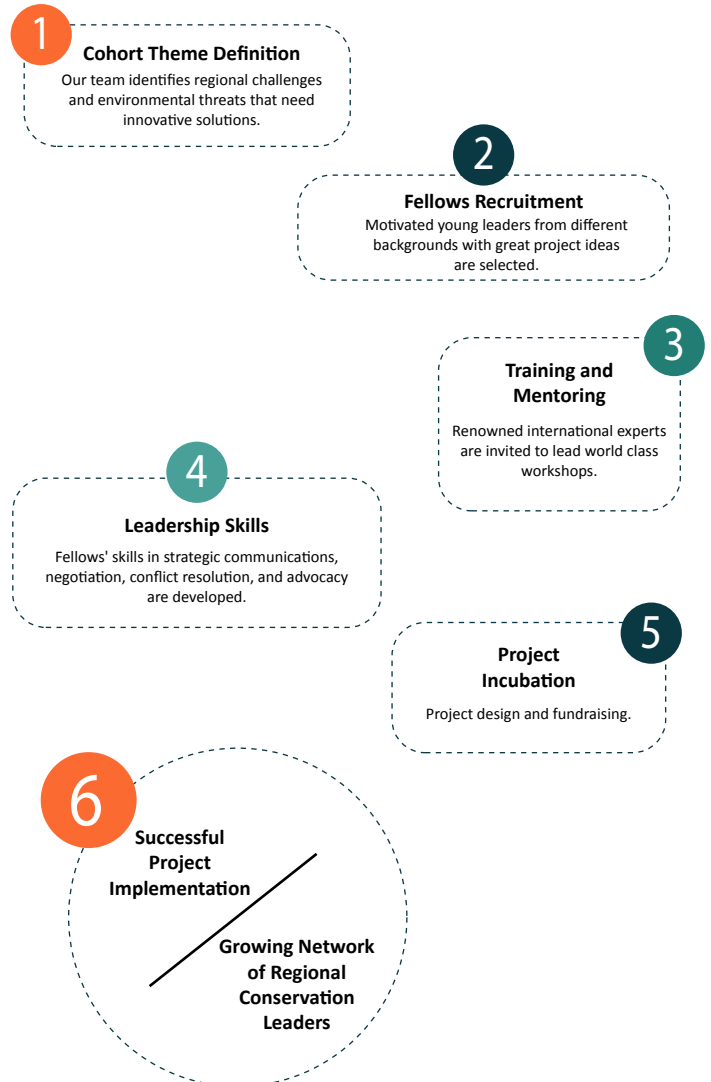 1
Cohort Theme Definition
Our team identifies regional challenges
and environmental threats that need
innovative solutions.
2
Fellows Recruitment
Motivated young leaders from different
backgrounds with great project ideas
are selected.
3
Training and
Mentoring
Renowned international experts
are invited to lead world class
workshops.
4
Leadership Skills
Fellows' skills in strategic communications,
negotiation, conflict resolution, and advocacy
are developed.
5
Project
Incubation
Project design and fundraising.
6
Successful
Project
Implementation
Growing Network
of Regional
Conservation
Leaders